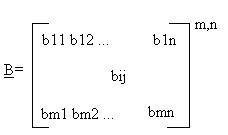 m,n
b11 b12 ... b1n
B= bij
bm1 bm2 ... bmn